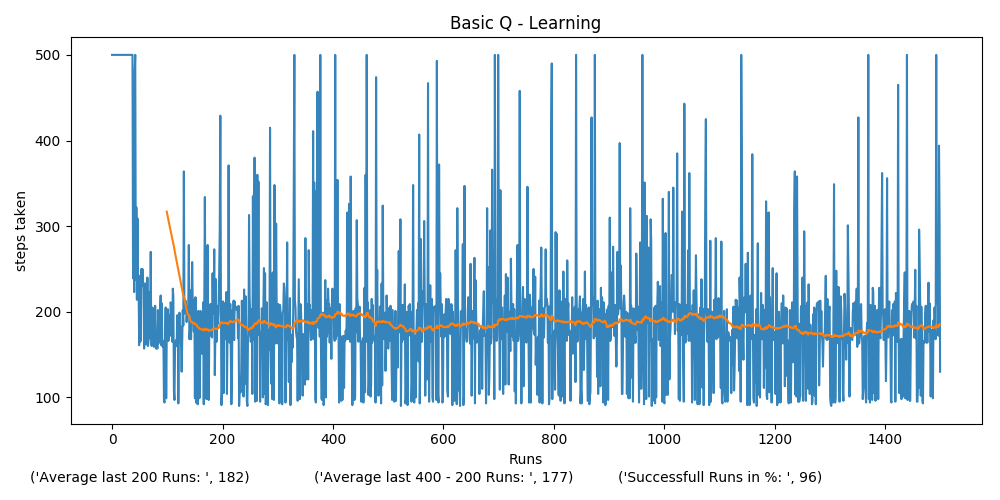 Basic Q - Learning
500
400
300
200
100
steps taken
0 200 400 600 800 1000 1200 1400
Runs
('Average last 200 Runs: ', 182) ('Average last 400 - 200 Runs: ', 177) ('Successfull Runs in %: ', 96)